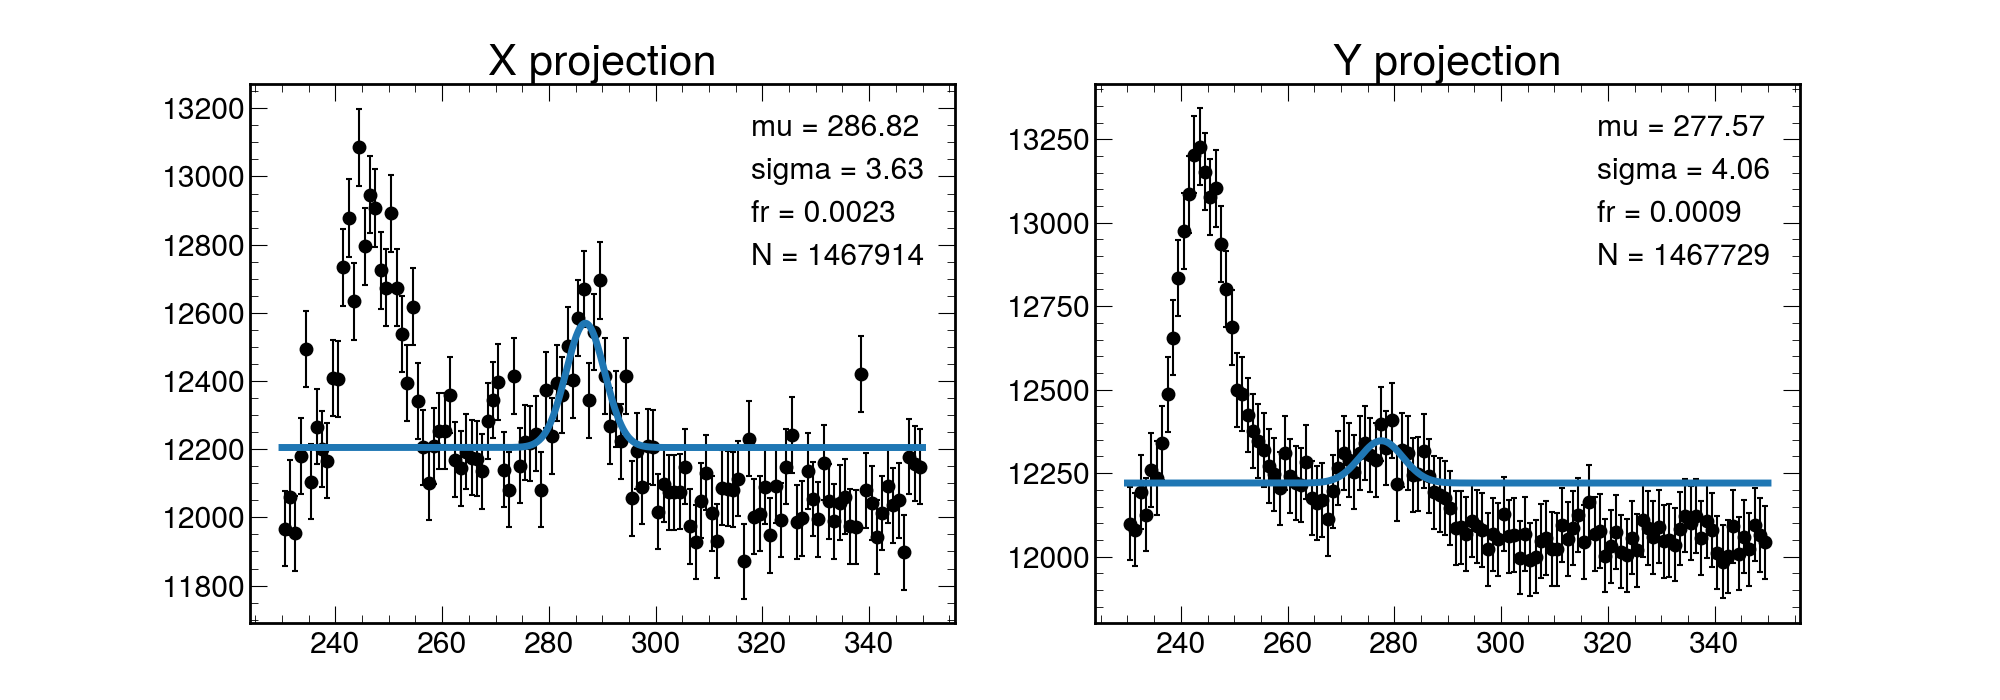 X projection
13200
13000
12800
12600
12400
12200
12000
11800
240 260 280 300 320 340
mu = 286.82
sigma = 3.63
fr = 0.0023
N = 1467914
Y projection
13250
13000
12750
12500
12250
12000
240 260 280 300 320 340
mu = 277.57
sigma = 4.06
fr = 0.0009
N = 1467729